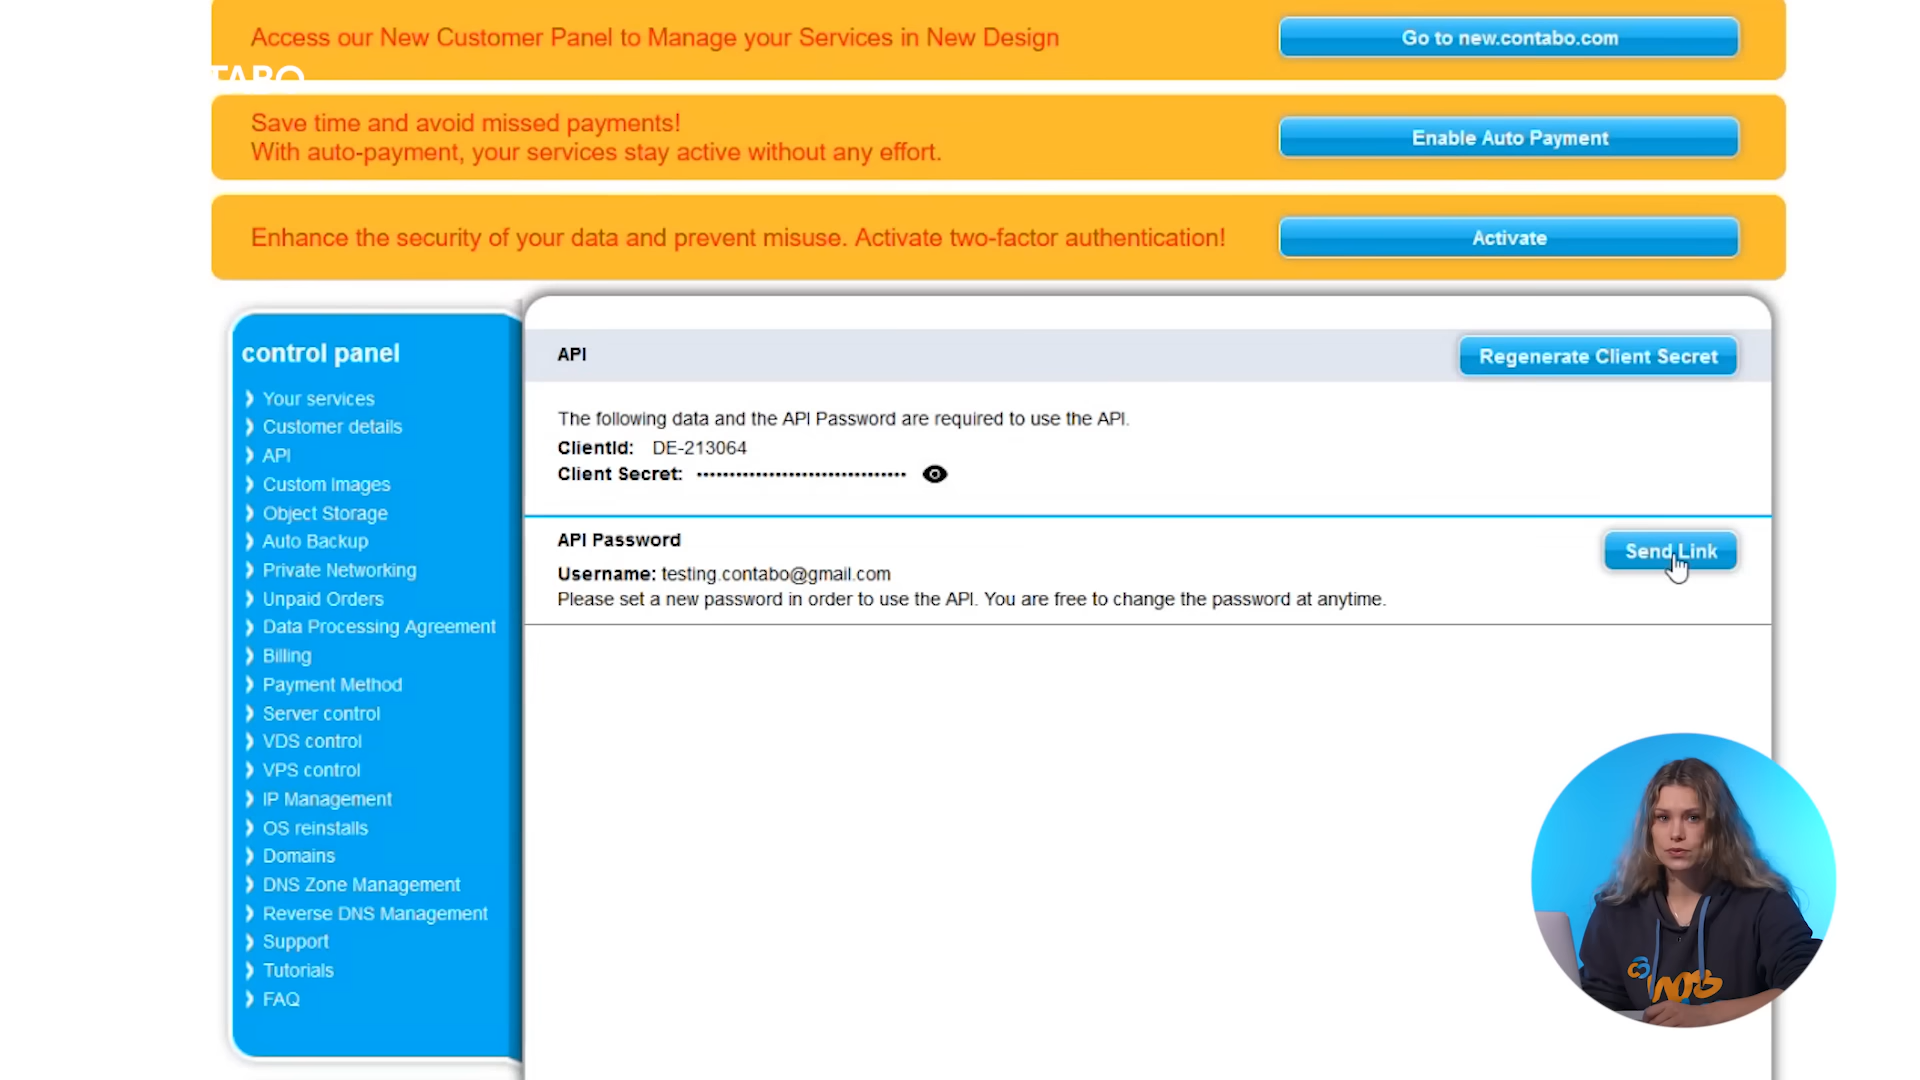 Access our New Customer Panel to Manage your Services in New Design
Go to new.contabo.com
TABO
Save time and avoid missed payments!
With auto-payment, your services stay active without any effort.
Enable Auto Payment
Enhance the security of your data and prevent misuse. Activate two-factor authentication!
Activate
control panel
Your services
Customer details
API
Custom Images
Object Storage
Auto Backup
Private Networking
Unpaid Orders
Data Processing Agreement
Billing
Payment Method
Server control
VDS control
VPS control
IP Management
OS reinstalls
Domains
DNS Zone Management
Reverse DNS Management
Support
Tutorials
FAQ
API
Regenerate Client Secret
The following data and the API Password are required to use the API.
ClientId: DE-213064
Client Secret: ································
API Password
Send Link
Username: testing.contabo@gmail.com
Please set a new password in order to use the API. You are free to change the password at anytime.